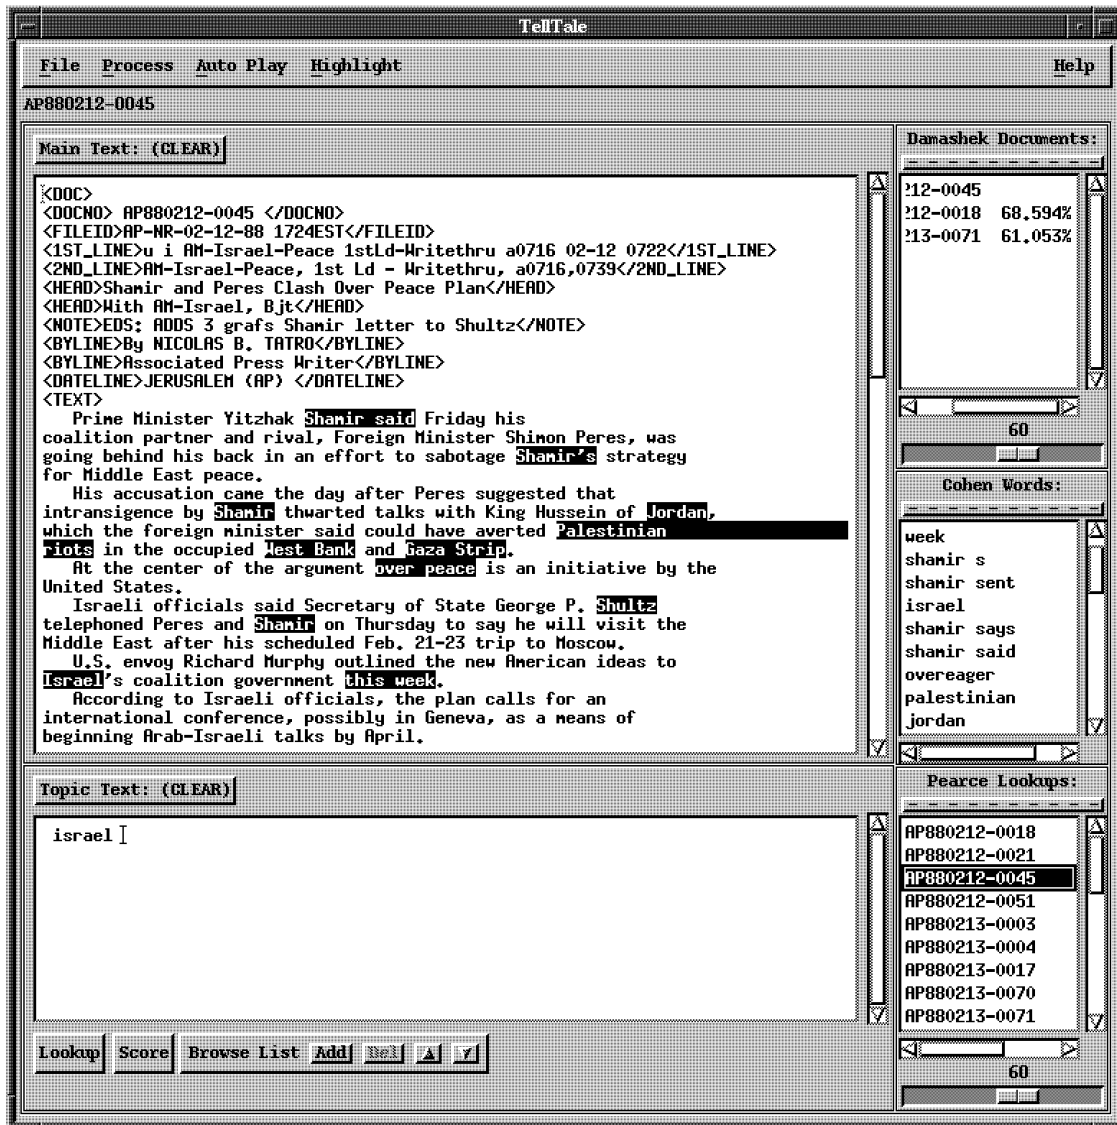 TellTale
File Process Auto Play Highlight Help
AP880212-0045
Main Text: (CLEAR)
<DOC>
<DOCNO> AP880212-0045 </DOCNO>
<FILEID>AP-NR-02-12-88 1724EST</FILEID>
<1ST_LINE>u i AM-Israel-Peace 1stLd-Writethru a0716 02-12 0722</1ST_LINE>
<2ND_LINE>AM-Israel-Peace, 1st Ld - Writethru, a0716,0739</2ND_LINE>
<HEAD>Shamir and Peres Clash Over Peace Plan</HEAD>
<HEAD>With AM-Israel, Bjt</HEAD>
<NOTE>EDS: ADDS 3 grafs Shamir letter to Shultz</NOTE>
<BYLINE>By NICOLAS B. TATRO</BYLINE>
<BYLINE>Associated Press Writer</BYLINE>
<DATELINE>JERUSALEM (AP) </DATELINE>
<TEXT>
Prime Minister Yitzhak Shamir said Friday his
coalition partner and rival, Foreign Minister Shimon Peres, was
going behind his back in an effort to sabotage Shamir's strategy
for Middle East peace.
His accusation came the day after Peres suggested that
intransigence by Shamir thwarted talks with King Hussein of Jordan,
which the foreign minister said could have averted Palestinian
riots in the occupied West Bank and Gaza Strip.
At the center of the argument over peace is an initiative by the
United States.
Israeli officials said Secretary of State George P. Shultz
telephoned Peres and Shamir on Thursday to say he will visit the
Middle East after his scheduled Feb. 21-23 trip to Moscow.
U.S. envoy Richard Murphy outlined the new American ideas to
Israel's coalition government this week.
According to Israeli officials, the plan calls for an
international conference, possibly in Geneva, as a means of
beginning Arab-Israeli talks by April.
Topic Text: (CLEAR)
israel
Lookup Score Browse List Add Del
Damashek Documents:
212-0045
212-0018 68.594%
213-0071 61.053%
60
Cohen Words:
week
shamir s
shamir sent
israel
shamir says
shamir said
overeager
palestinian
jordan
Pearce Lookups:
AP880212-0018
AP880212-0021
AP880212-0045
AP880212-0051
AP880213-0003
AP880213-0004
AP880213-0017
AP880213-0070
AP880213-0071
60